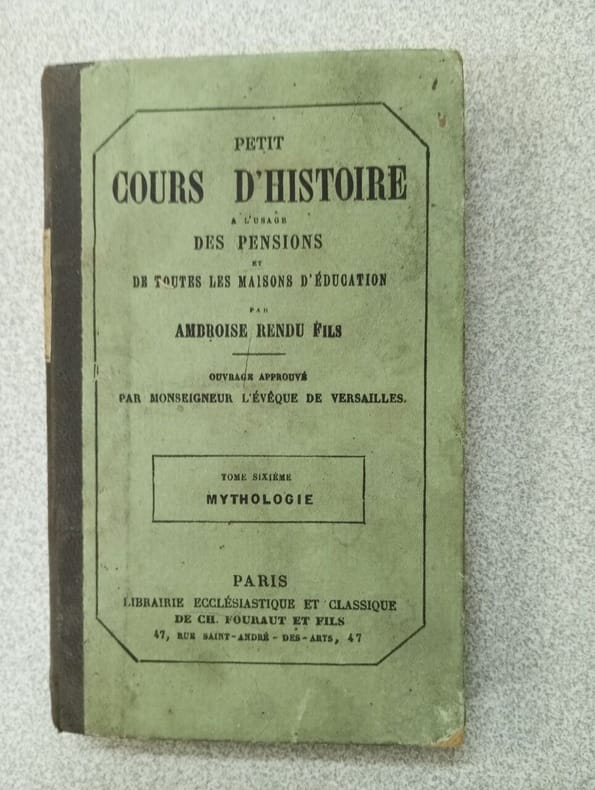 PETIT
COURS D'HISTOIRE
A L'USAGE
DES PENSIONS
ET
DE TOUTES LES MAISONS D'ÉDUCATION
PAR
AMBROISE RENDU FILS
OUVRAGE APPROUVÉ
PAR MONSEIGNEUR L'ÉVÊQUE DE VERSAILLES.
TOME SIXIÈME
MYTHOLOGIE
PARIS
LIBRAIRIE ECCLÉSIASTIQUE ET CLASSIQUE
DE CH. FOURAUT ET FILS
47, RUE SAINT-ANDRÉ-DES-ARTS, 47